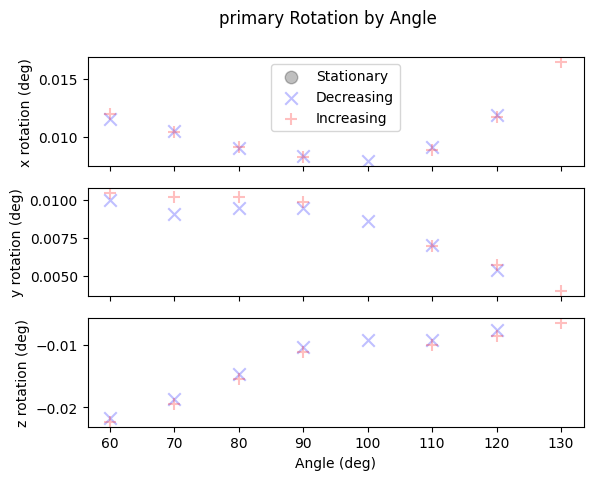 primary Rotation by Angle
x rotation (deg)
0.015
0.010
Stationary
Decreasing
Increasing
y rotation (deg)
0.0100
0.0075
0.0050
z rotation (deg)
−0.01
−0.02
60 70 80 90 100 110 120 130
Angle (deg)